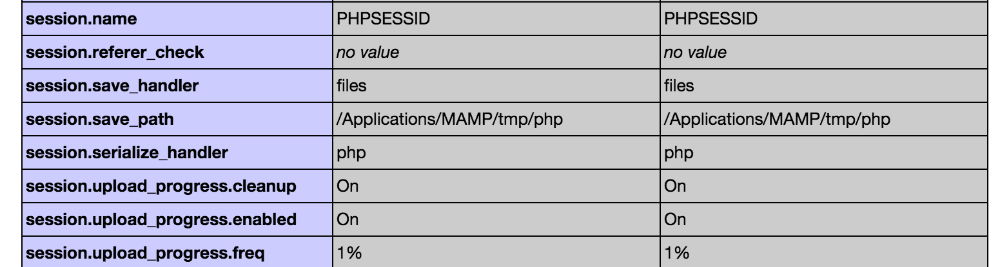 session.name PHPSESSID PHPSESSID
session.referer_check no value no value
session.save_handler files files
session.save_path /Applications/MAMP/tmp/php /Applications/MAMP/tmp/php
session.serialize_handler php php
session.upload_progress.cleanup On On
session.upload_progress.enabled On On
session.upload_progress.freq 1% 1%